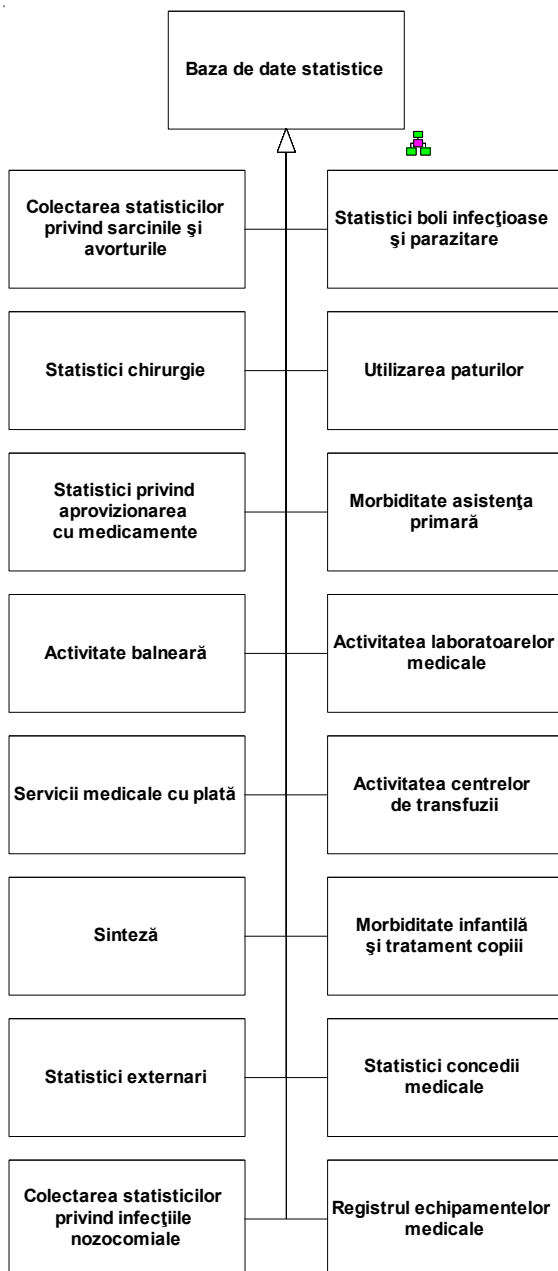 Baza de date statistice
Colectarea statisticilor
privind sarcinile şi
avorturile
Statistici boli infecţioase
şi parazitare
Statistici chirurgie
Utilizarea paturilor
Statistici privind
aprovizionarea
cu medicamente
Morbiditate asistenţa
primară
Activitate balneară
Activitatea laboratoarelor
medicale
Servicii medicale cu plată
Activitatea centrelor
de transfuzii
Sinteză
Morbiditate infantilă
şi tratament copiii
Statistici externari
Statistici concedii
medicale
Colectarea statisticilor
privind infecţiile
nozocomiale
Registrul echipamentelor
medicale